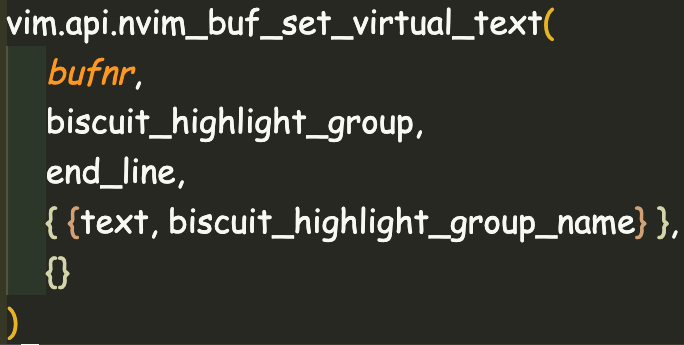 vim.api.nvim_buf_set_virtual_text(
bufnr,
biscuit_highlight_group,
end_line,
{ {text, biscuit_highlight_group_name} },
{}
)